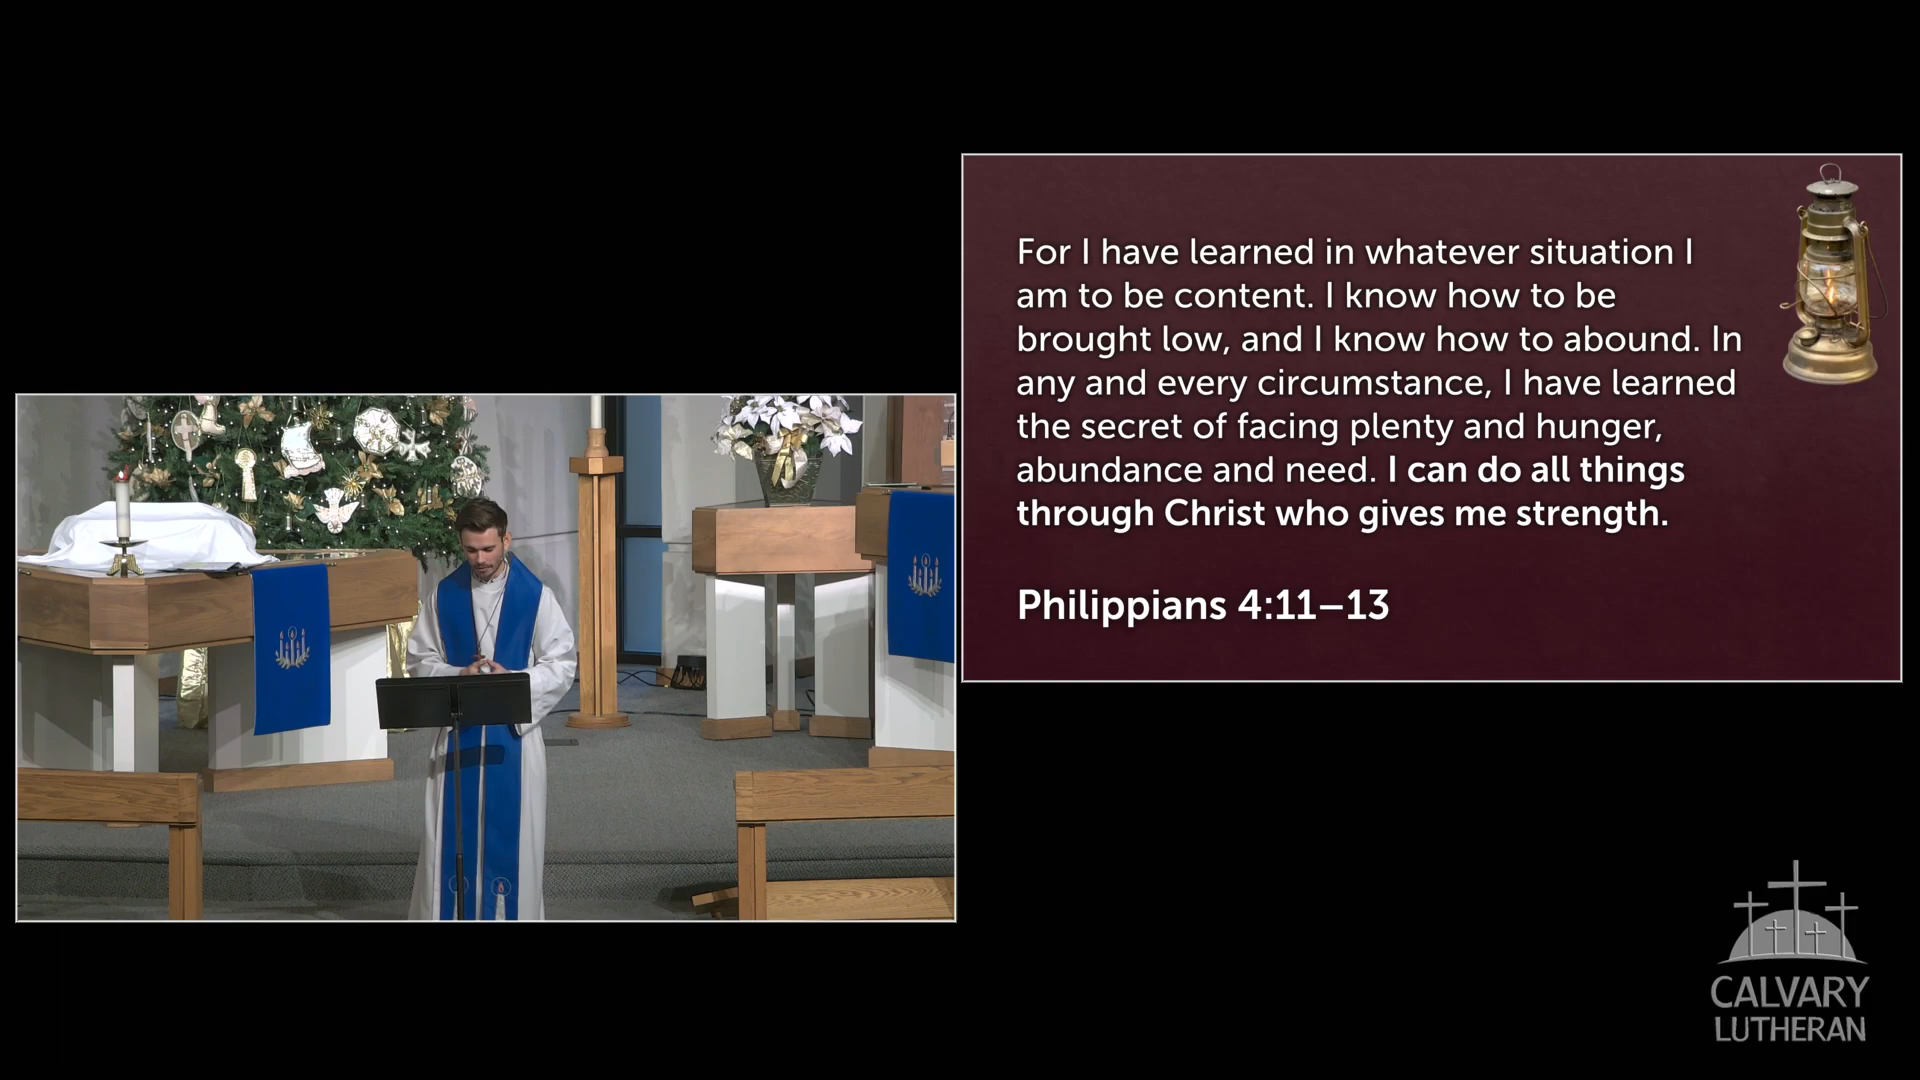 For I have learned in whatever situation I
am to be content. I know how to be
brought low, and I know how to abound. In
any and every circumstance, I have learned
the secret of facing plenty and hunger,
abundance and need. I can do all things
through Christ who gives me strength.
Philippians 4:11–13
CALVARY
LUTHERAN